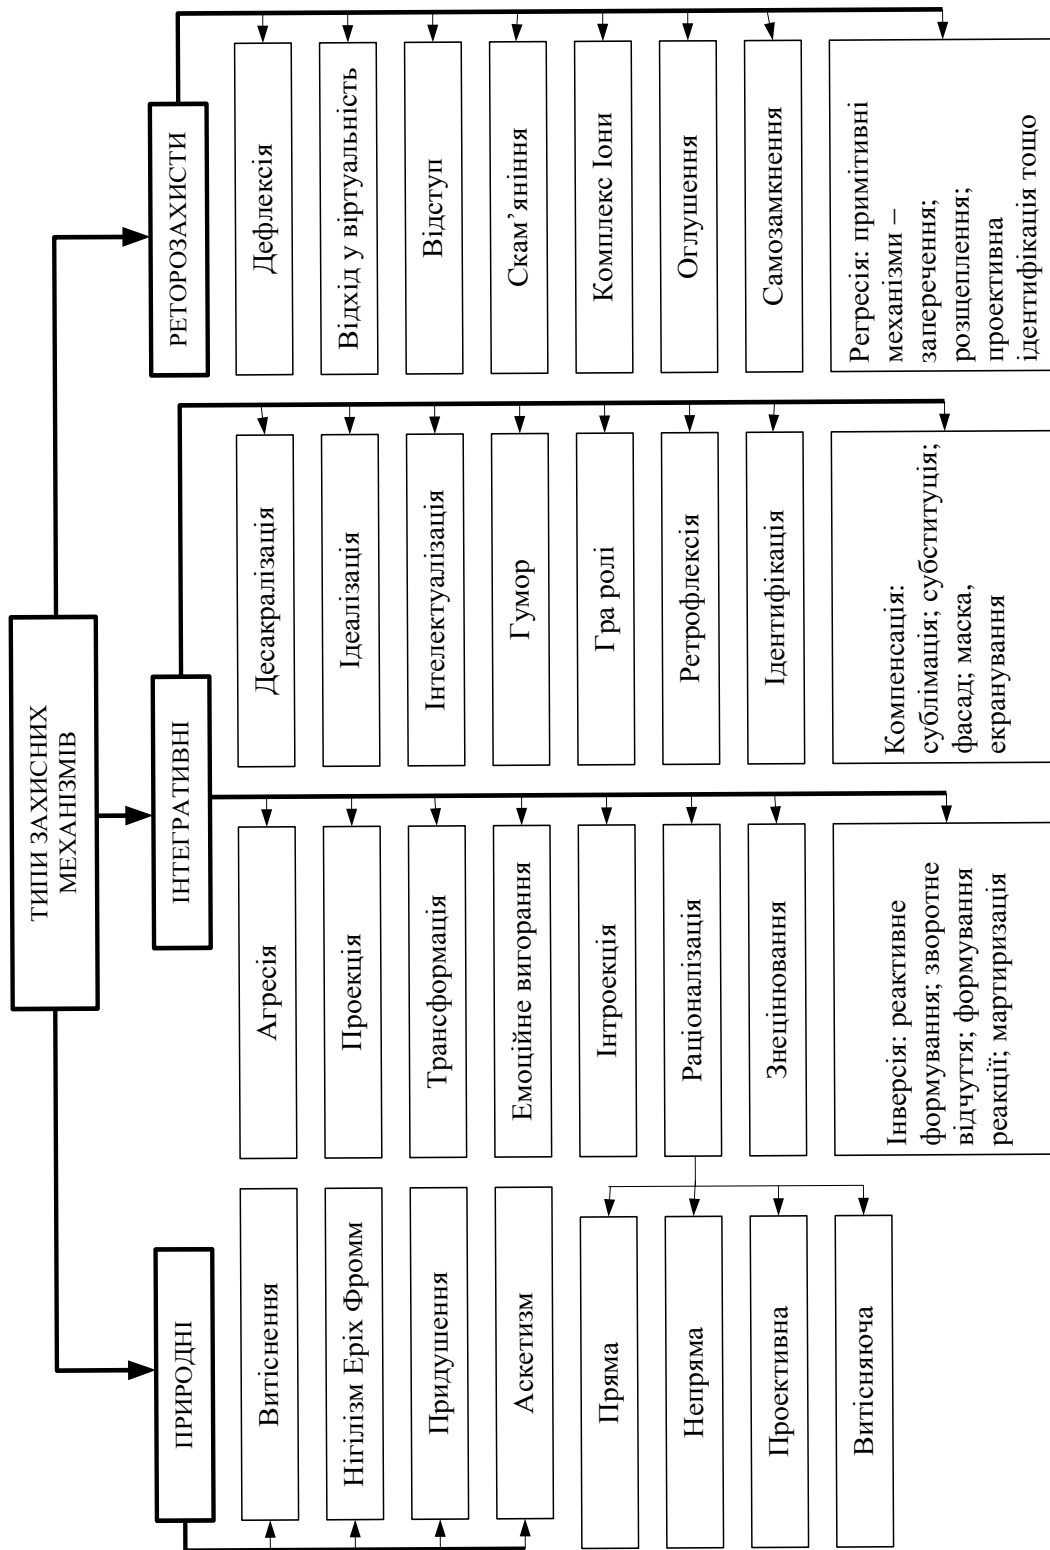 ТИПИ ЗАХИСНИХ
МЕХАНІЗМІВ
ПРИРОДНІ
Витіснення
Нігілізм Еріх Фромм
Придушення
Аскетизм
ІНТЕГРАТИВНІ
Агресія
Проекція
Трансформація
Емоційне вигорання
Інтроекція
Раціоналізація
Знецінювання
Інверсія: реактивне
формування; зворотне
відчуття; формування
реакції; мартиризація
Пряма
Непряма
Проективна
Витісняюча
Десакралізація
Ідеалізація
Інтелектуалізація
Гумор
Гра ролі
Ретрофлексія
Ідентифікація
Компенсація:
сублімація; субституція;
фасад; маска,
екранування
РЕТОРОЗАХИСТИ
Дефлексія
Відхід у віртуальність
Відступ
Скам’яніння
Комплекс Іони
Оглушення
Самозамкнення
Регресія: примітивні
механізми –
заперечення;
розщеплення;
проективна
ідентифікація тощо